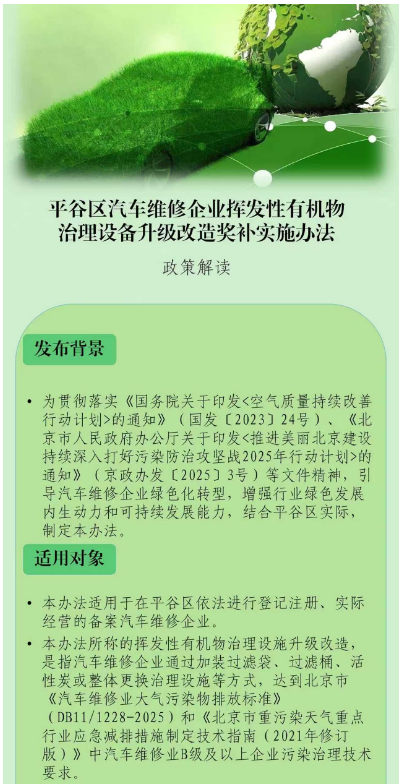 平谷区汽车维修企业挥发性有机物
治理设备升级改造奖补实施办法
政策解读
发布背景
• 为贯彻落实《国务院关于印发<空气质量持续改善
行动计划>的通知》（国发〔2023〕24号）、《北
京市人民政府办公厅关于印发<推进美丽北京建设
持续深入打好污染防治攻坚战2025年行动计划>的
通知》（京政办发〔2025〕3号）等文件精神，引
导汽车维修企业绿色化转型，增强行业绿色发展
内生动力和可持续发展能力，结合平谷区实际，
制定本办法。
适用对象
• 本办法适用于在平谷区依法进行登记注册、实际
经营的备案汽车维修企业。
• 本办法所称的挥发性有机物治理设施升级改造，
是指汽车维修企业通过加装过滤袋、过滤桶、活
性炭或整体更换治理设施等方式，达到北京市
《汽车维修业大气污染物排放标准》
（DB11/1228-2025）和《北京市重污染天气重点
行业应急减排措施制定技术指南（2021年修订
版）》中汽车维修业B级及以上企业污染治理技术
要求。